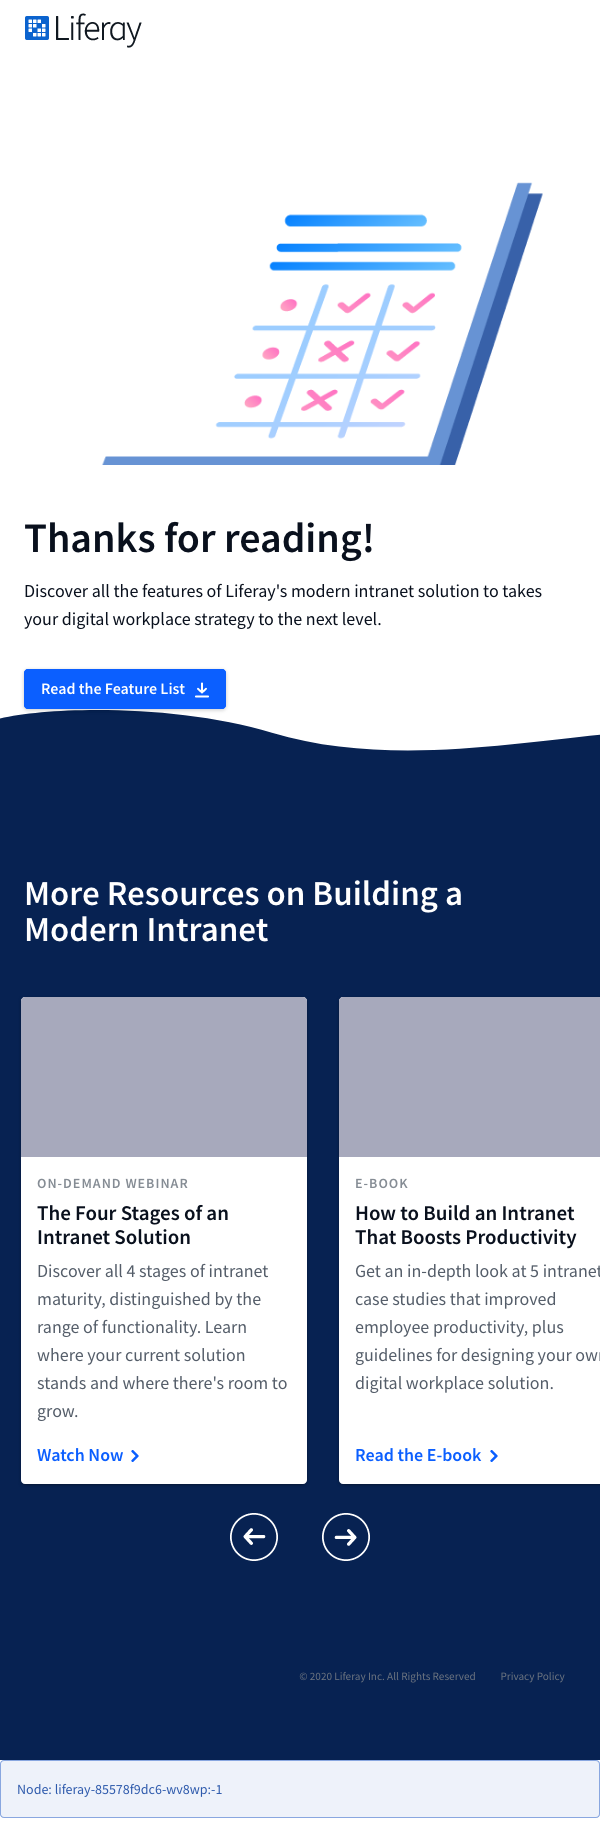 Liferay
Thanks for reading!
Discover all the features of Liferay's modern intranet solution to takes
your digital workplace strategy to the next level.
Read the Feature List
More Resources on Building a
Modern Intranet
ON-DEMAND WEBINAR
The Four Stages of an
Intranet Solution
Discover all 4 stages of intranet
maturity, distinguished by the
range of functionality. Learn
where your current solution
stands and where there's room to
grow.
Watch Now
E-BOOK
How to Build an Intranet
That Boosts Productivity
Get an in-depth look at 5 intranet
case studies that improved
employee productivity, plus
guidelines for designing your own
digital workplace solution.
Read the E-book
© 2020 Liferay Inc. All Rights Reserved Privacy Policy
Node: liferay-85578f9dc6-wv8wp:-1